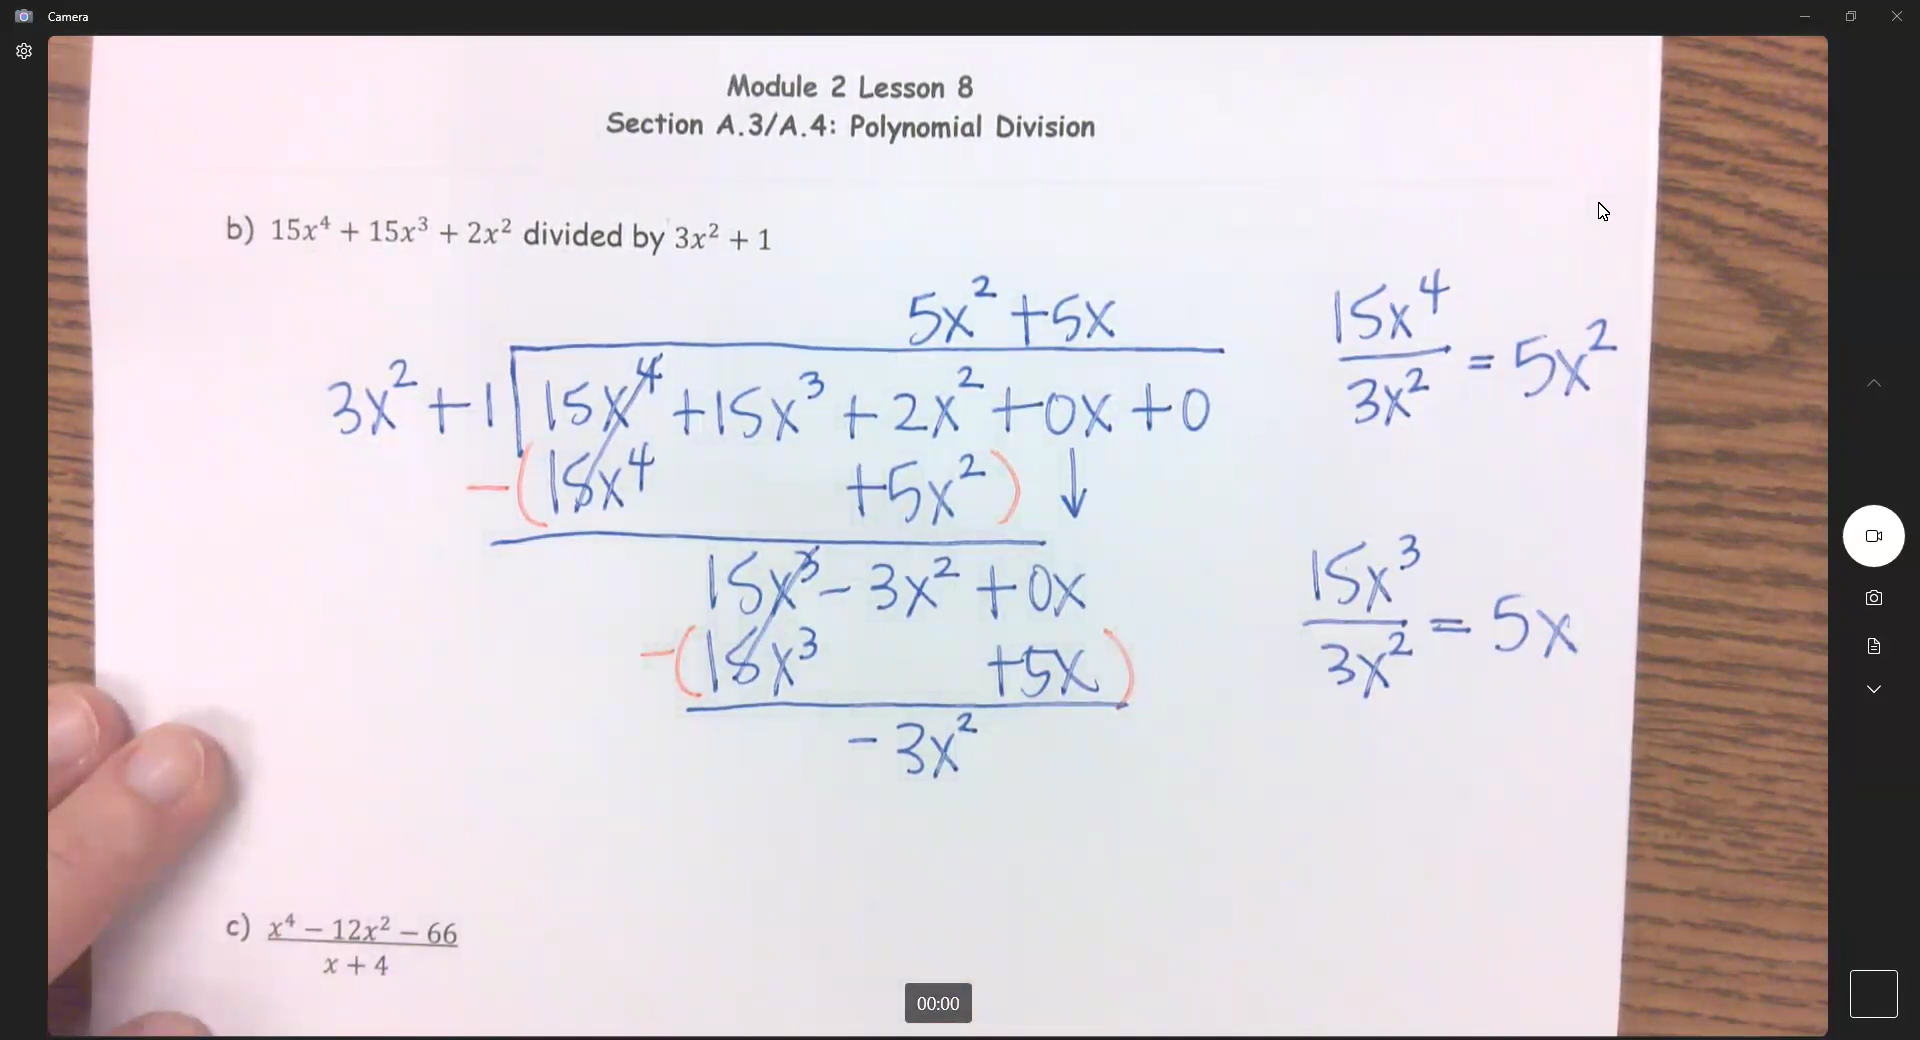 Camera
Module 2 Lesson 8
Section A.3/A.4: Polynomial Division
b) 15x⁴ + 15x³ + 2x² divided by 3x² + 1
5x² +5x
3x² +1 15x⁴ +15x³ + 2x² +0x +0
-(15x⁴ +5x²)
15x³ - 3x² + 0x
-(15x³ +5x)
- 3x²
15x⁴
3x² = 5x²
15x³
3x² = 5x
c) x⁴ − 12x² − 66
x + 4
00:00